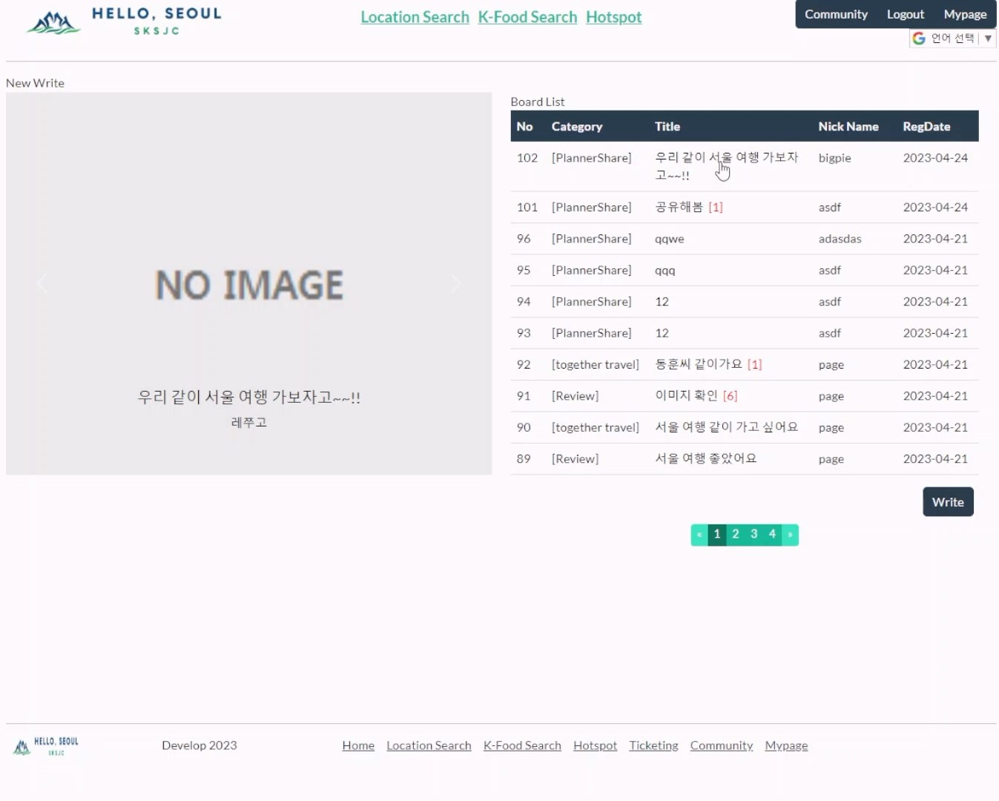 HELLO, SEOUL
SKSJC
Location Search K-Food Search Hotspot
Community Logout Mypage
언어 선택 ▼
New Write
NO IMAGE
우리 같이 서울 여행 가보자고~~!!
레쭈고
Board List
No Category Title Nick Name RegDate
102 [PlannerShare] 우리 같이 서울 여행 가보자 bigpie 2023-04-24
고~~!!
101 [PlannerShare] 공유해봄 [1] asdf 2023-04-24
96 [PlannerShare] qqwe adasdas 2023-04-21
95 [PlannerShare] qqq asdf 2023-04-21
94 [PlannerShare] 12 asdf 2023-04-21
93 [PlannerShare] 12 asdf 2023-04-21
92 [together travel] 동훈씨 같이가요 [1] page 2023-04-21
91 [Review] 이미지 확인 [6] page 2023-04-21
90 [together travel] 서울 여행 같이 가고 싶어요 page 2023-04-21
89 [Review] 서울 여행 좋았어요 page 2023-04-21
Write
« 1 2 3 4 »
HELLO, SEOUL
SKSJC
Develop 2023
Home Location Search K-Food Search Hotspot Ticketing Community Mypage